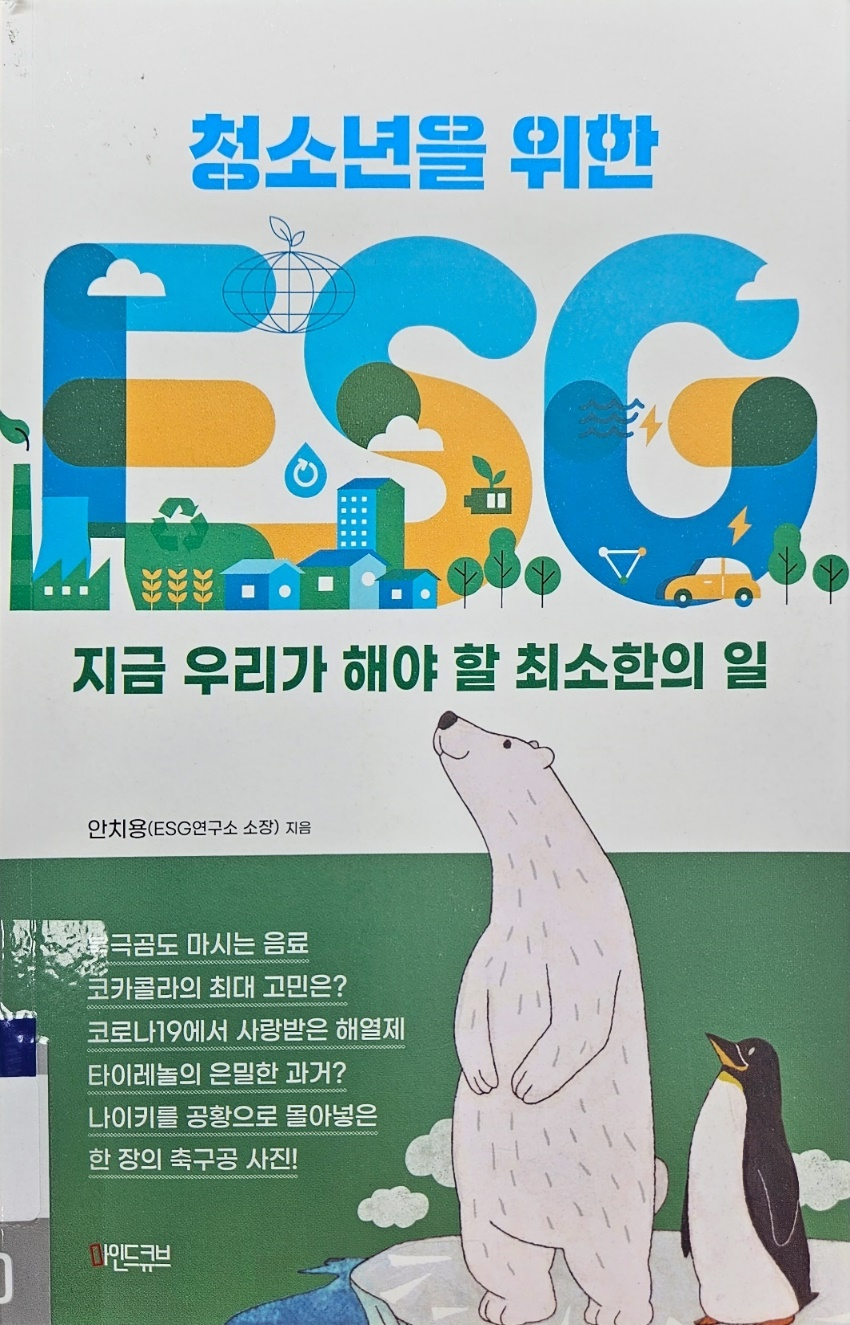 청소년을 위한
ESG
지금 우리가 해야 할 최소한의 일
안치용(ESG연구소 소장) 지음
북극곰도 마시는 음료
코카콜라의 최대 고민은?
코로나19에서 사랑받은 해열제
타이레놀의 은밀한 과거?
나이키를 공황으로 몰아넣은
한 장의 축구공 사진!
마인드큐브